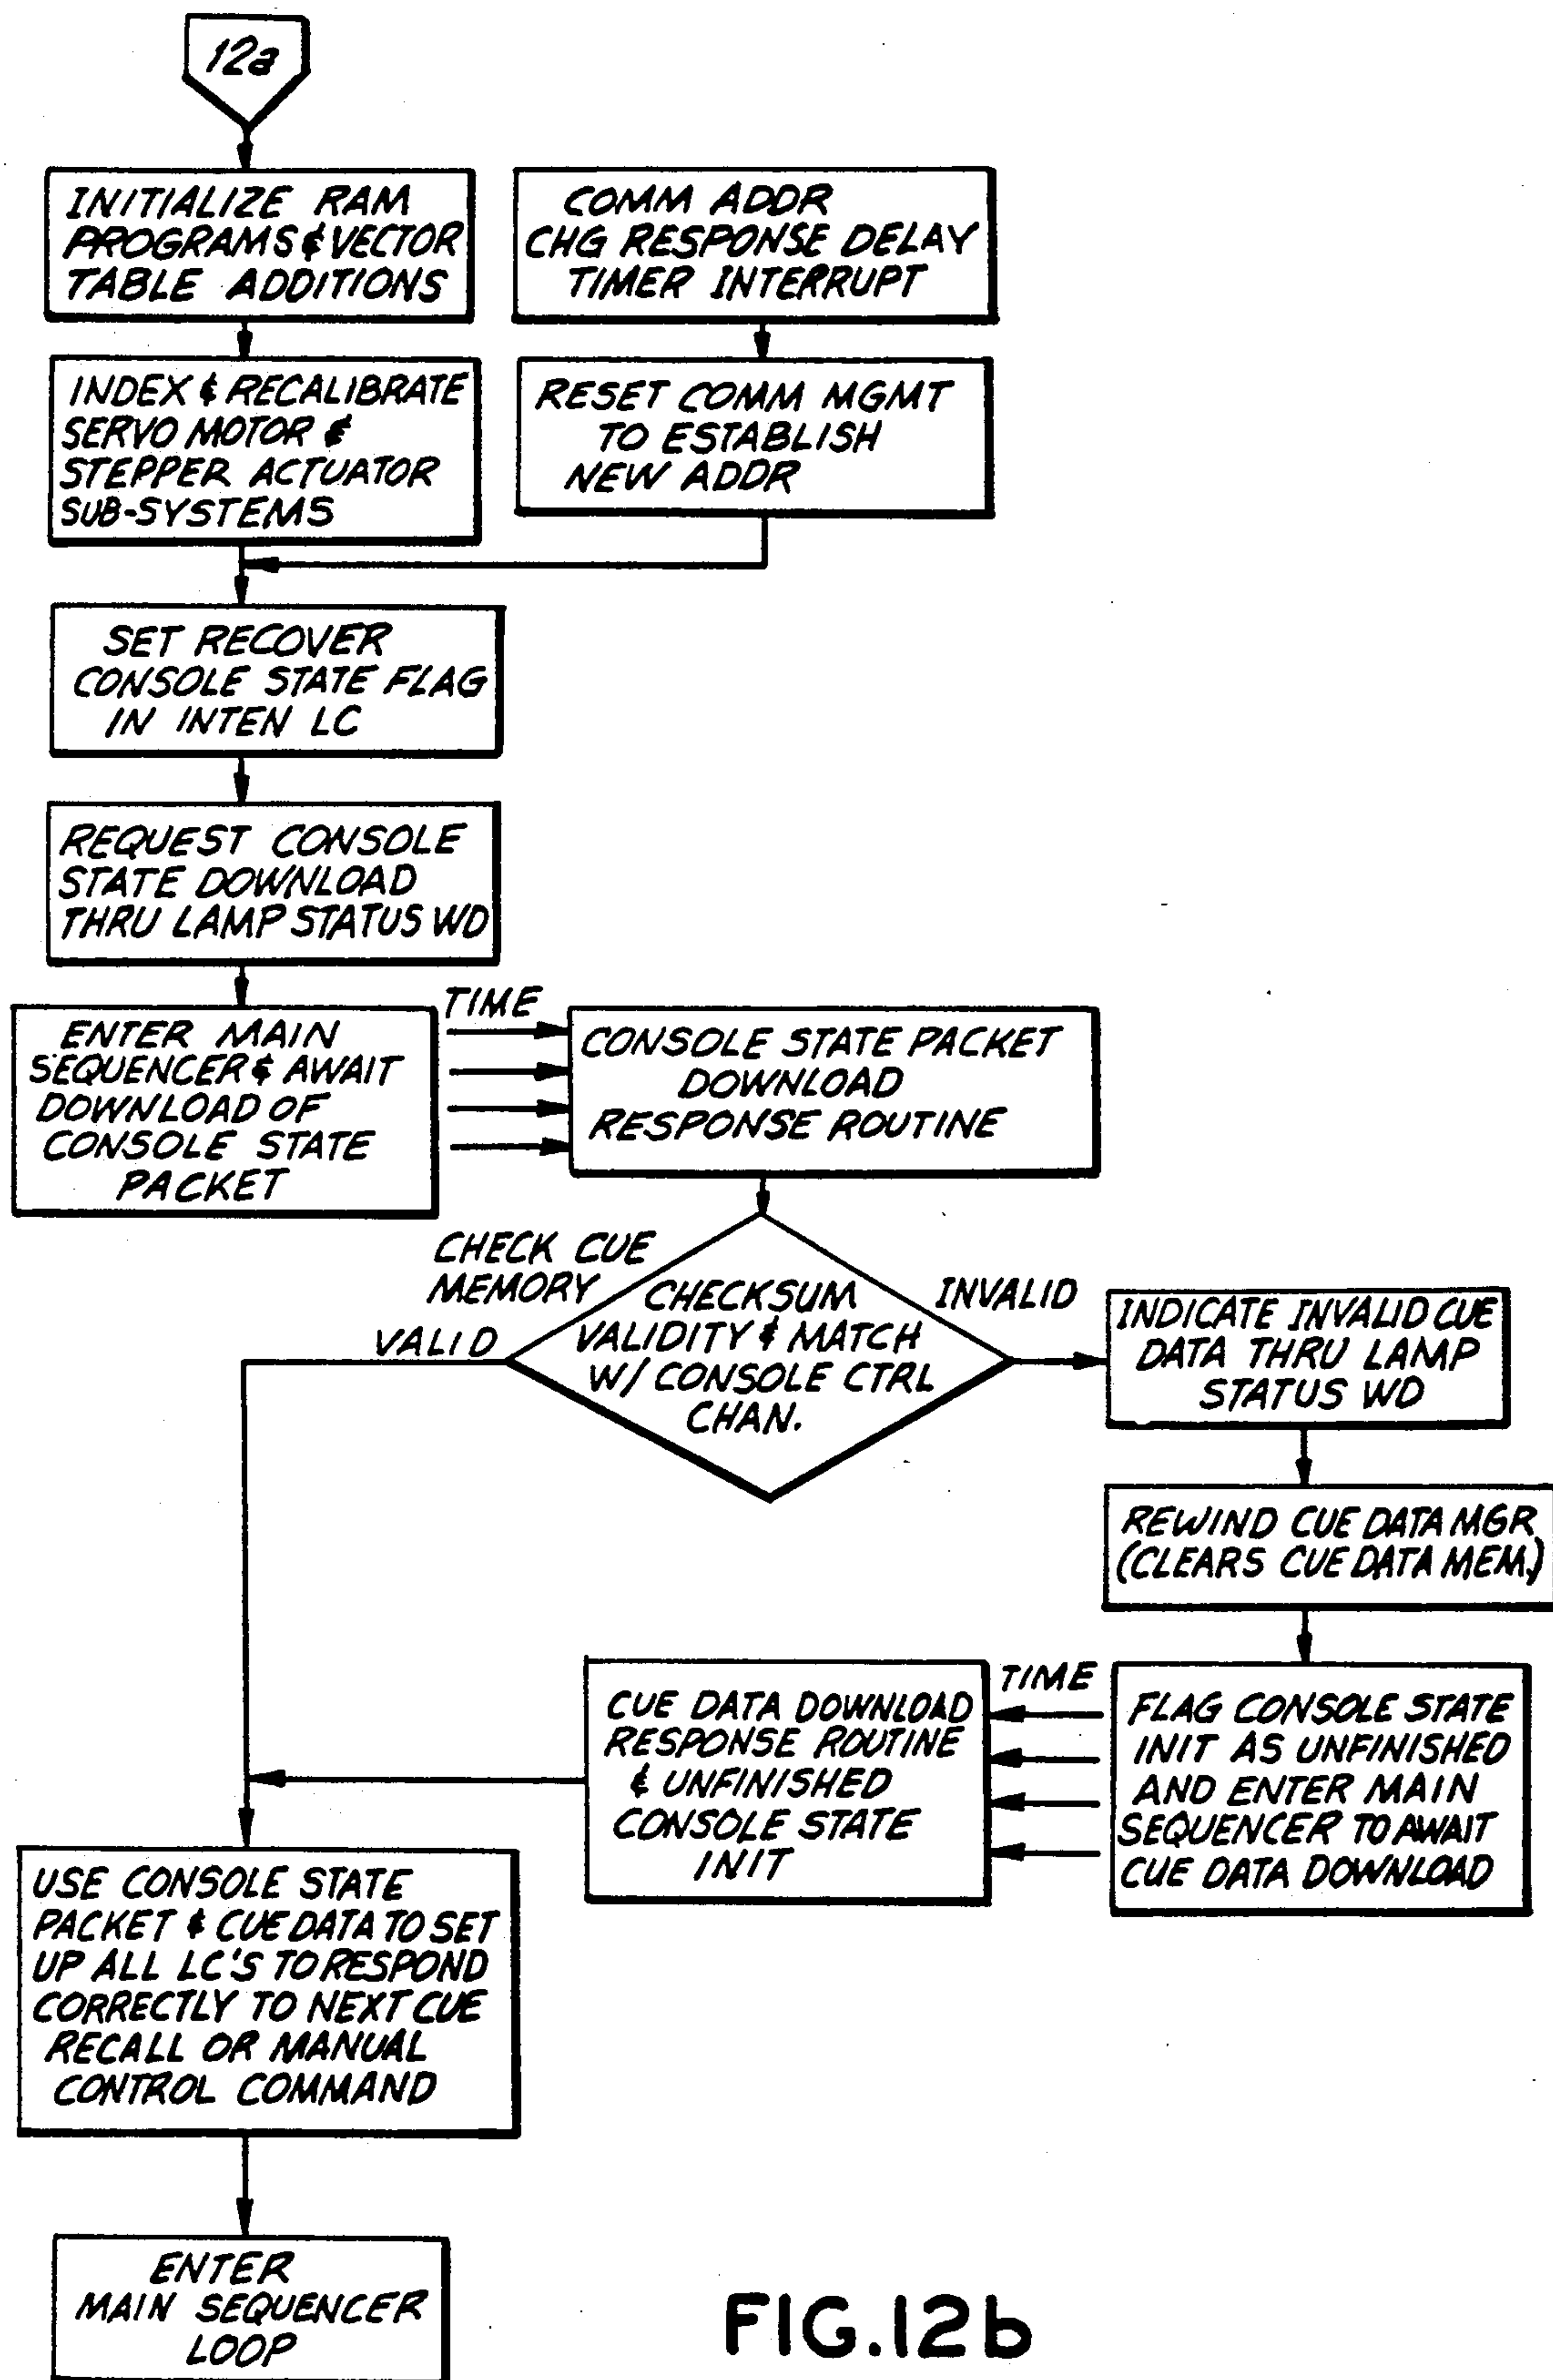 12a
INITIALIZE RAM
PROGRAMS & VECTOR
TABLE ADDITIONS
COMM ADDR
CHG RESPONSE DELAY
TIMER INTERRUPT
INDEX & RECALIBRATE
SERVO MOTOR &
STEPPER ACTUATOR
SUB-SYSTEMS
RESET COMM MGMT
TO ESTABLISH
NEW ADDR
SET RECOVER
CONSOLE STATE FLAG
IN INTEN LC
REQUEST CONSOLE
STATE DOWNLOAD
THRU LAMP STATUS WD
ENTER MAIN
SEQUENCER & AWAIT
DOWNLOAD OF
CONSOLE STATE
PACKET
TIME
CONSOLE STATE PACKET
DOWNLOAD
RESPONSE ROUTINE
CHECK CUE
MEMORY
VALID
CHECKSUM
VALIDITY & MATCH
W/ CONSOLE CTRL
CHAN.
INVALID
INDICATE INVALID CUE
DATA THRU LAMP
STATUS WD
REWIND CUE DATA MGR
(CLEARS CUE DATA MEM.)
TIME
FLAG CONSOLE STATE
INIT AS UNFINISHED
AND ENTER MAIN
SEQUENCER TO AWAIT
CUE DATA DOWNLOAD
CUE DATA DOWNLOAD
RESPONSE ROUTINE
& UNFINISHED
CONSOLE STATE
INIT
USE CONSOLE STATE
PACKET & CUE DATA TO SET
UP ALL LC'S TO RESPOND
CORRECTLY TO NEXT CUE
RECALL OR MANUAL
CONTROL COMMAND
ENTER
MAIN SEQUENCER
LOOP
FIG.12b